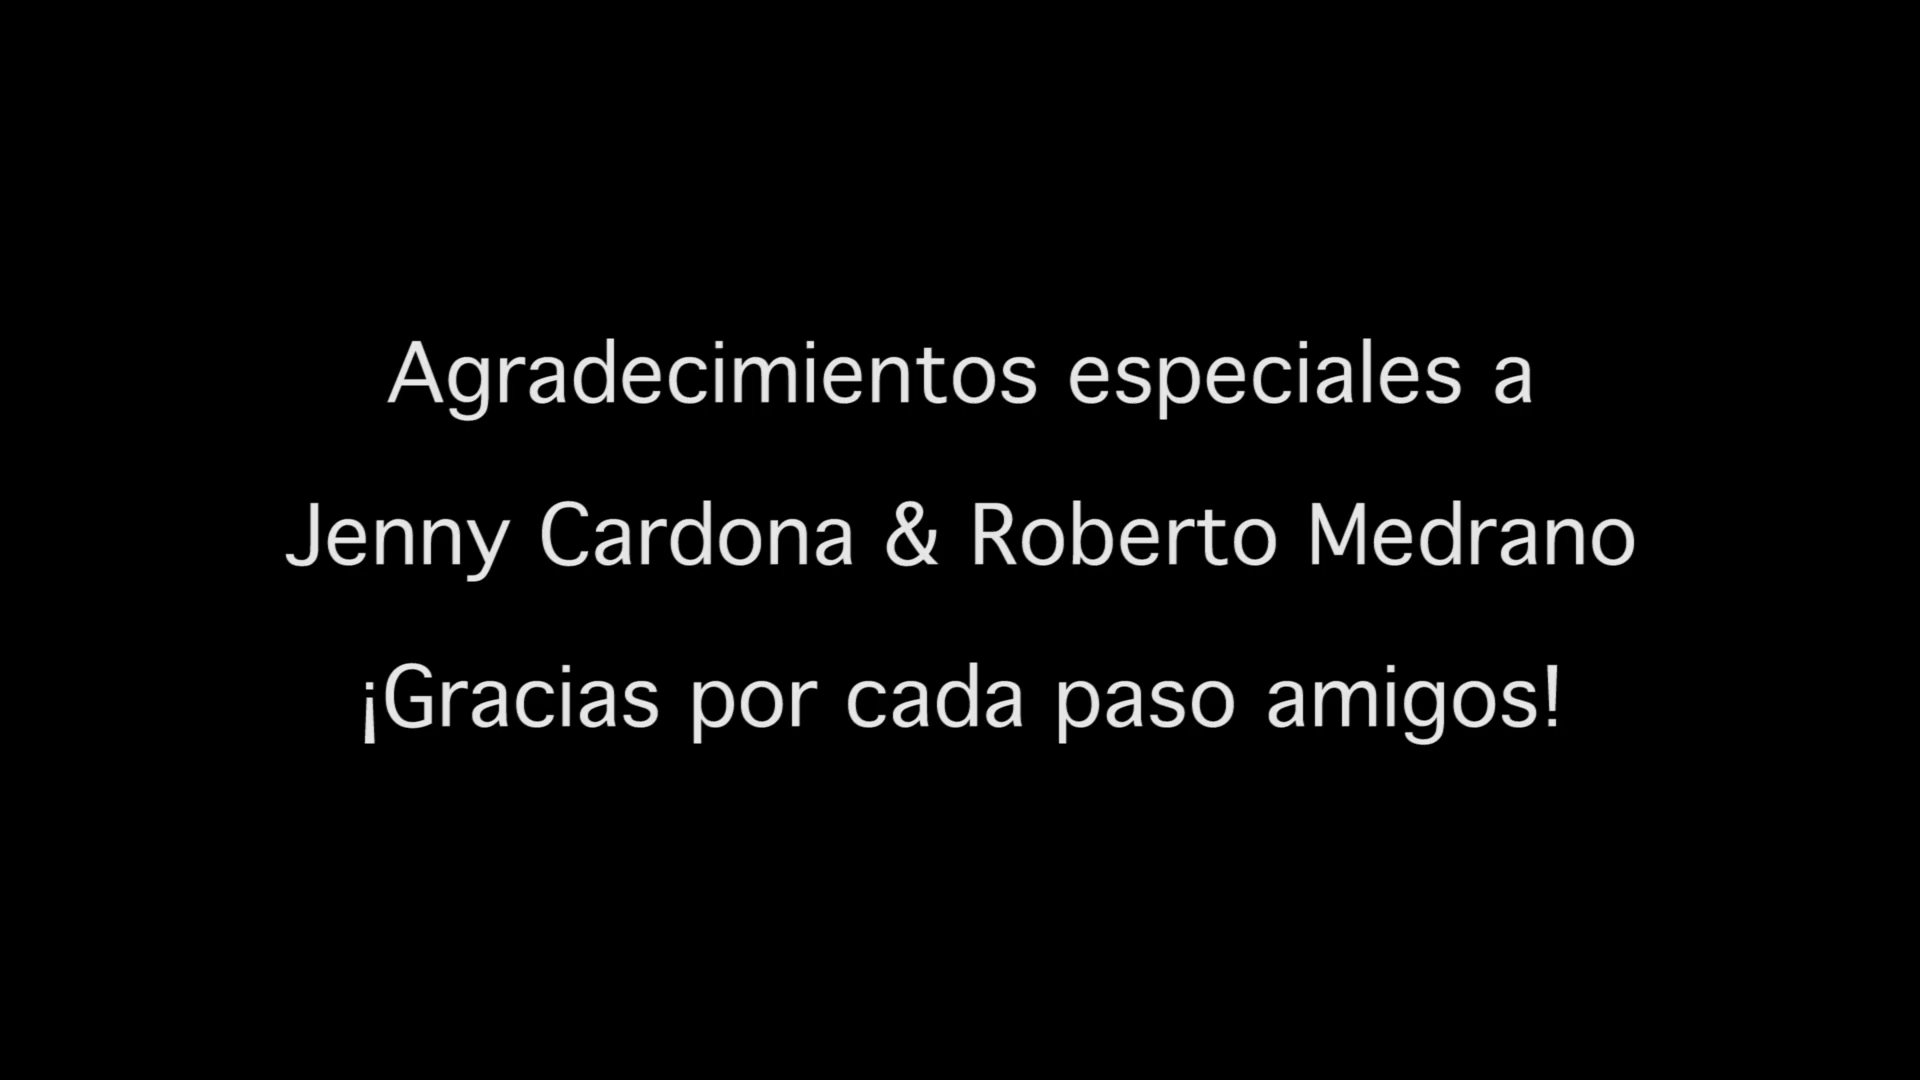 Agradecimientos especiales a
Jenny Cardona & Roberto Medrano
¡Gracias por cada paso amigos!